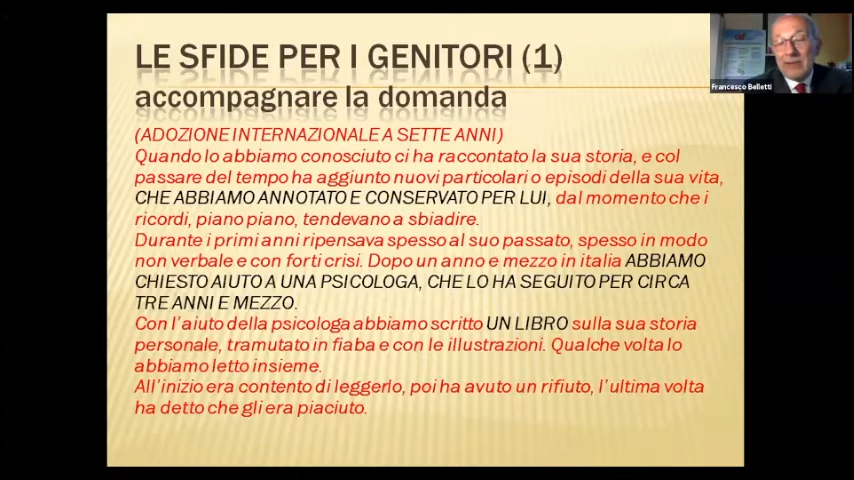 LE SFIDE PER I GENITORI (1)
accompagnare la domanda
(ADOZIONE INTERNAZIONALE A SETTE ANNI)
Quando lo abbiamo conosciuto ci ha raccontato la sua storia, e col
passare del tempo ha aggiunto nuovi particolari o episodi della sua vita,
CHE ABBIAMO ANNOTATO E CONSERVATO PER LUI, dal momento che i
ricordi, piano piano, tendevano a sbiadire.
Durante i primi anni ripensava spesso al suo passato, spesso in modo
non verbale e con forti crisi. Dopo un anno e mezzo in italia ABBIAMO
CHIESTO AIUTO A UNA PSICOLOGA, CHE LO HA SEGUITO PER CIRCA
TRE ANNI E MEZZO.
Con l'aiuto della psicologa abbiamo scritto UN LIBRO sulla sua storia
personale, tramutato in fiaba e con le illustrazioni. Qualche volta lo
abbiamo letto insieme.
All'inizio era contento di leggerlo, poi ha avuto un rifiuto, l'ultima volta
ha detto che gli era piaciuto.
Francesco Belletti